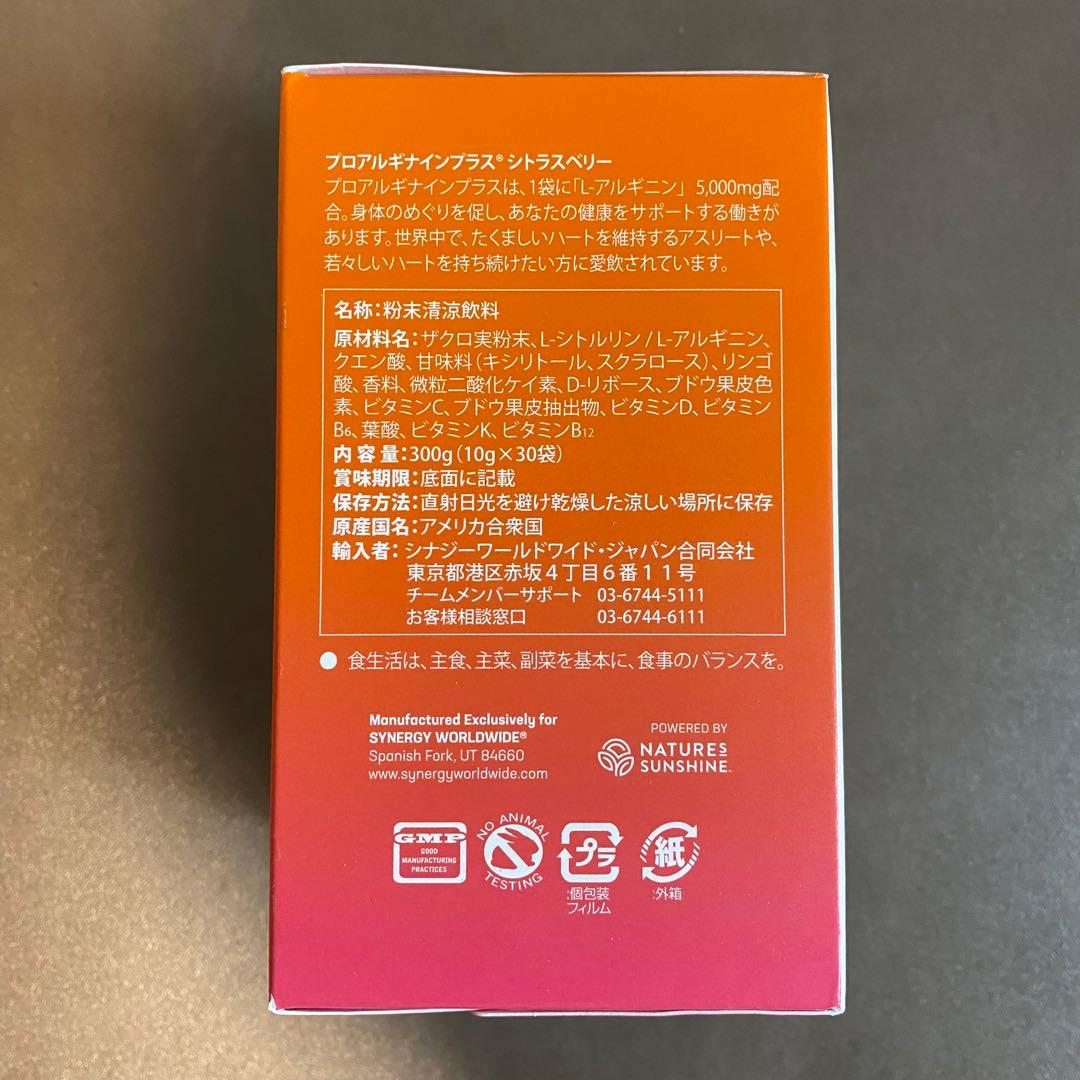 プロアルギナインプラス® シトラスベリー
プロアルギナインプラスは、1袋に「L-アルギニン」 5,000mg配
合。身体のめぐりを促し、あなたの健康をサポートする働きが
あります。世界中で、たくましいハートを維持するアスリートや、
若々しいハートを持ち続けたい方に愛飲されています。
名称:粉末清涼飲料
原材料名:ザクロ実粉末、L-シトルリン / L-アルギニン、
クエン酸、甘味料(キシリトール、スクラロース)、リンゴ
酸、香料、微粒二酸化ケイ素、D-リボース、ブドウ果皮色
素、ビタミンC、ブドウ果皮抽出物、ビタミンD、ビタミン
B6、葉酸、ビタミンK、ビタミンB12
内 容 量:300g(10g×30袋)
賞味期限:底面に記載
保存方法:直射日光を避け乾燥した涼しい場所に保存
原産国名:アメリカ合衆国
輸入者:シナジーワールドワイド・ジャパン合同会社
東京都港区赤坂4丁目6番11号
チームメンバーサポート 03-6744-5111
お客様相談窓口 03-6744-6111
● 食生活は、主食、主菜、副菜を基本に、食事のバランスを。
Manufactured Exclusively for
SYNERGY WORLDWIDE®
Spanish Fork, UT 84660
www.synergyworldwide.com
POWERED BY
NATURE'S
SUNSHINE™
GMP
GOOD
MANUFACTURING
PRACTICES
NO ANIMAL
TESTING
プラ
:個包装
フィルム
紙
:外箱